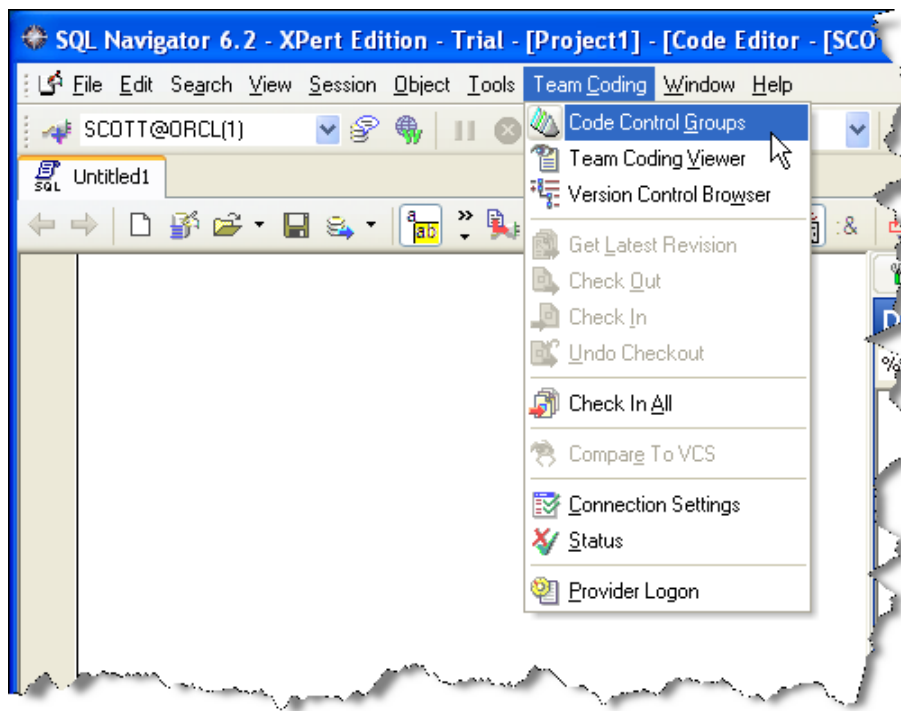 SQL Navigator 6.2 - XPert Edition - Trial - [Project1] - [Code Editor - [SCO
File Edit Search View Session Object Tools Team Coding Window Help
SCOTT@ORCL(1)
Code Control Groups
Team Coding Viewer
SQL Untitled1
Version Control Browser
a
ab
:&
Get Latest Revision
Check Out
Check In
D
Undo Checkout
%
Check In All
Compare To VCS
Connection Settings
Status
Provider Logon